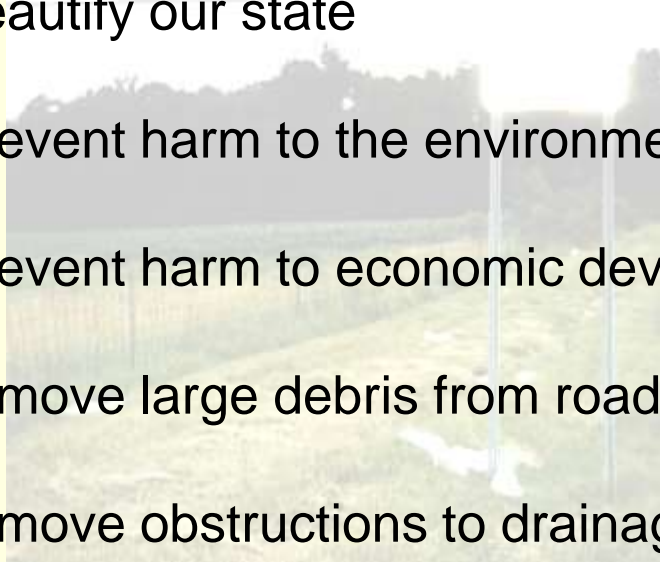 eautify our state
event harm to the environme
event harm to economic dev
move large debris from road
move obstructions to drainag